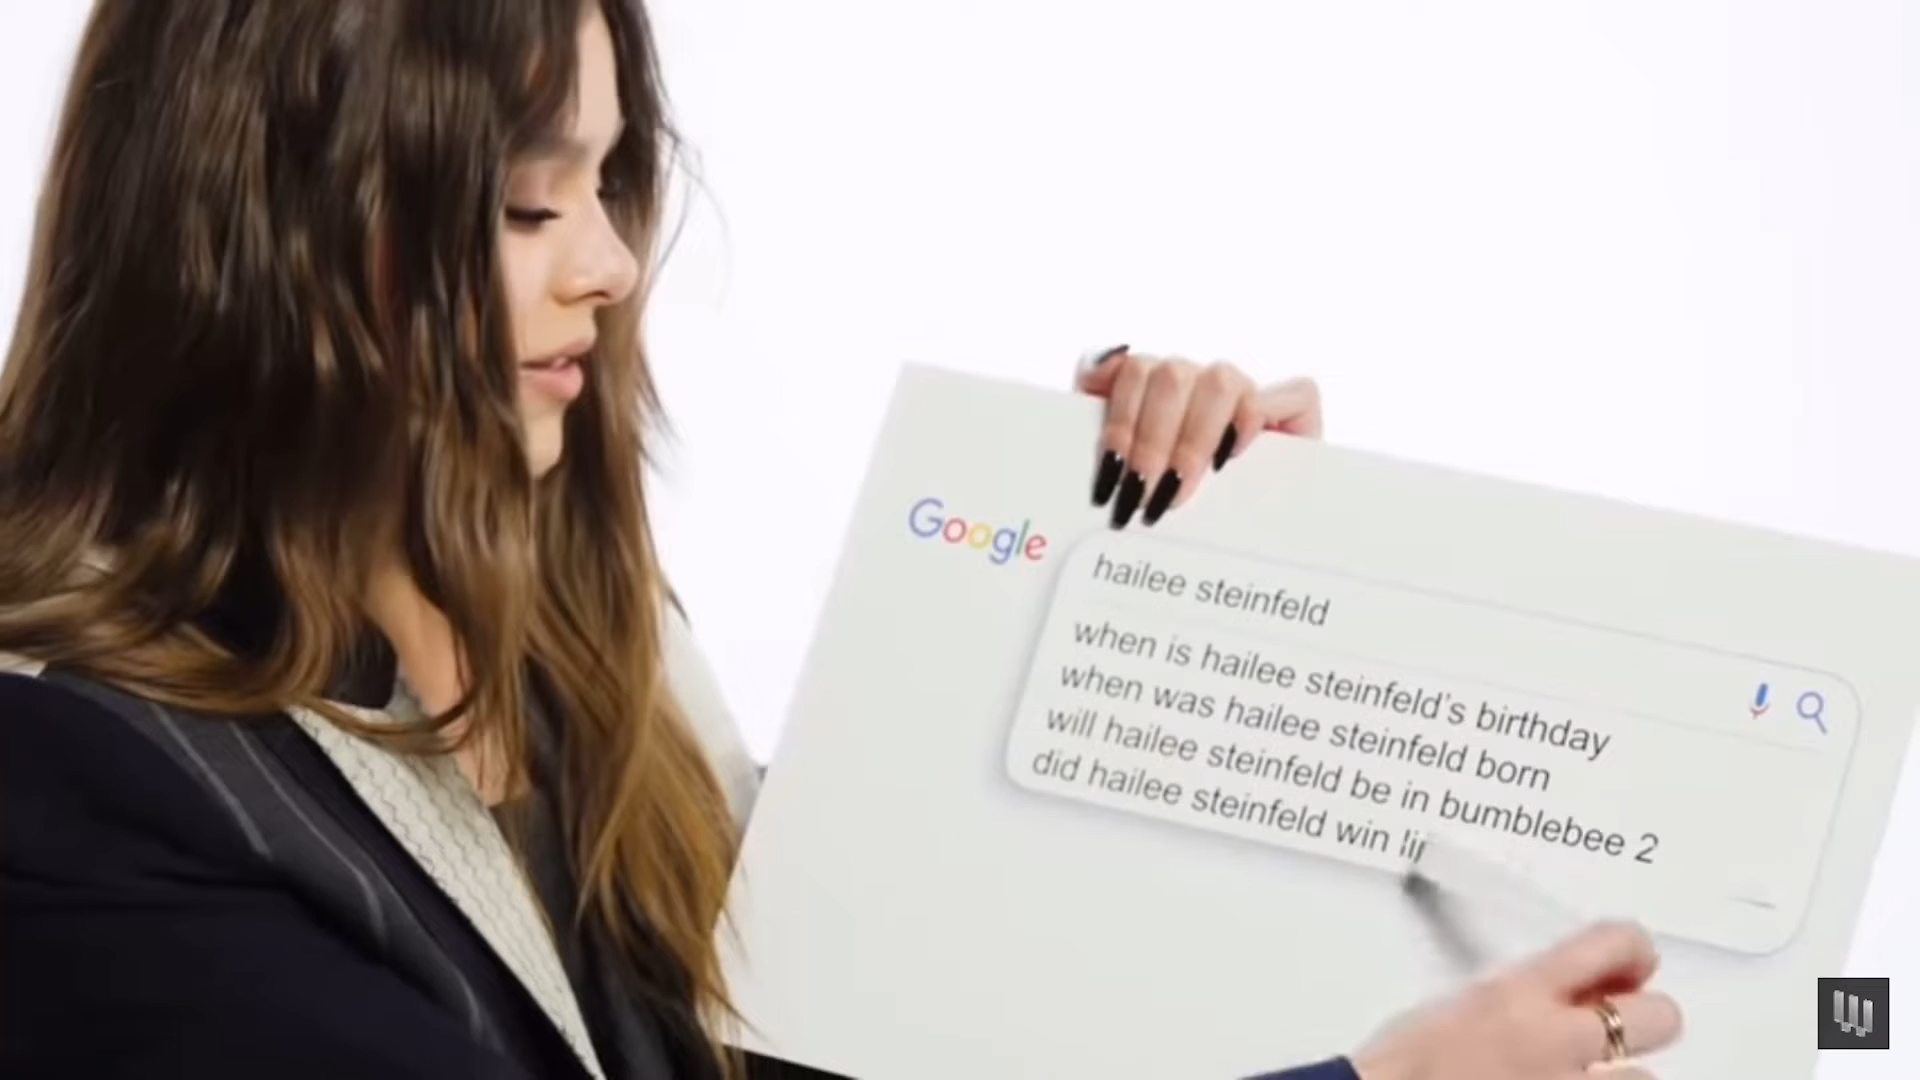 Google
hailee steinfeld
when is hailee steinfeld's birthday
when was hailee steinfeld born
will hailee steinfeld be in bumblebee 2
did hailee steinfeld win